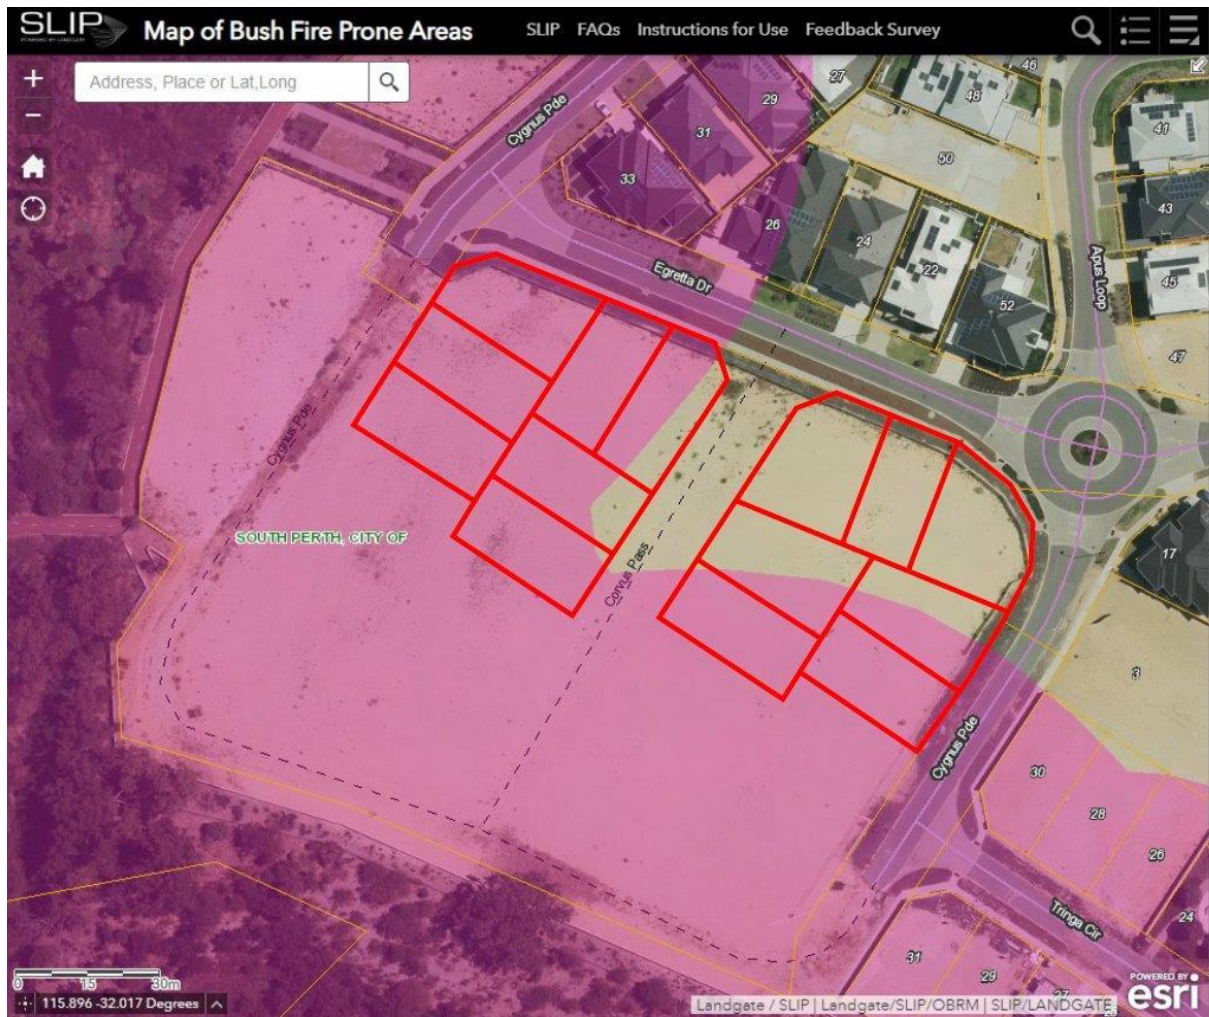 SLIP Map of Bush Fire Prone Areas SLIP FAQs Instructions for Use Feedback Survey
POWERED BY LANDGATE
+
Address, Place or Lat,Long
−
46
27
48
29
41
Cygnus Pde
31
50
33
43
26
24
22
Egretta Dr
Apus Loop
45
52
47
Cygnus Pde
SOUTH PERTH, CITY OF
17
Corvus Pass
3
Cygnus Pde
30
28
26
Tringa Cir
24
31
29
27
0 15 30m
115.896 -32.017 Degrees
Landgate / SLIP | Landgate/SLIP/OBRM | SLIP/LANDGATE
POWERED BY
esri